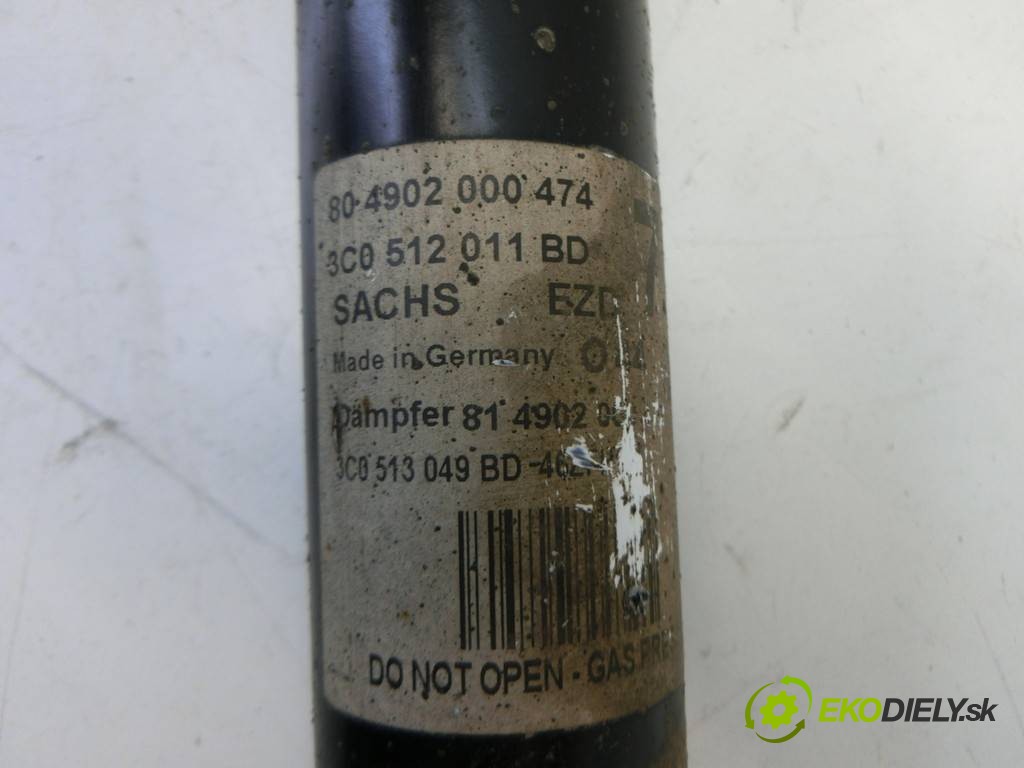 80 4902 000 474
3C0 512 011 BD
SACHS EZD
Made in Germany
Dämpfer 81 4902
3C0 513 049 BD
DO NOT OPEN - GAS
EKODIELY.sk